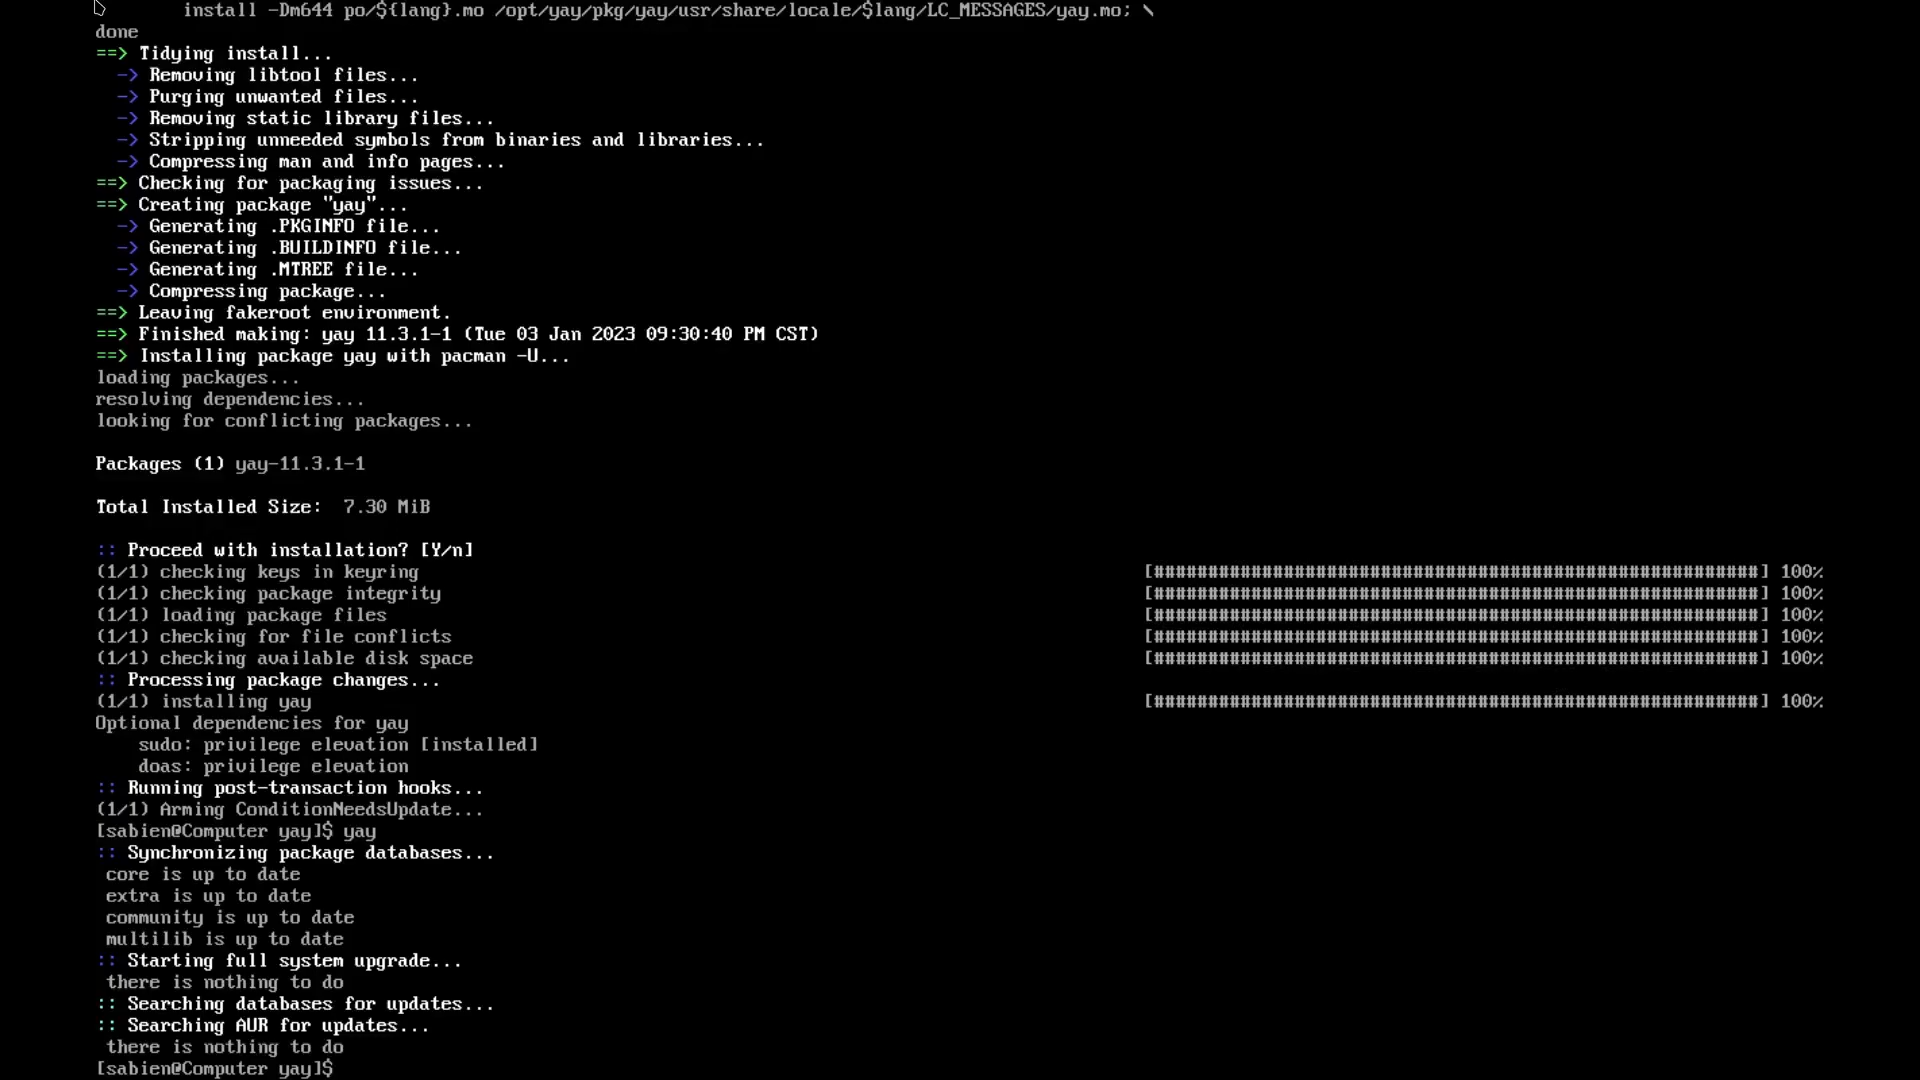 install -Dm644 po/${lang}.mo /opt/yay/pkg/yay/usr/share/locale/$lang/LC_MESSAGES/yay.mo; \
done
==> Tidying install...
  -> Removing libtool files...
  -> Purging unwanted files...
  -> Removing static library files...
  -> Stripping unneeded symbols from binaries and libraries...
  -> Compressing man and info pages...
==> Checking for packaging issues...
==> Creating package "yay"...
  -> Generating .PKGINFO file...
  -> Generating .BUILDINFO file...
  -> Generating .MTREE file...
  -> Compressing package...
==> Leaving fakeroot environment.
==> Finished making: yay 11.3.1-1 (Tue 03 Jan 2023 09:30:40 PM CST)
==> Installing package yay with pacman -U...
loading packages...
resolving dependencies...
looking for conflicting packages...
Packages (1) yay-11.3.1-1
Total Installed Size:  7.30 MiB
:: Proceed with installation? [Y/n]
(1/1) checking keys in keyring [########################################################] 100%
(1/1) checking package integrity [########################################################] 100%
(1/1) loading package files [########################################################] 100%
(1/1) checking for file conflicts [########################################################] 100%
(1/1) checking available disk space [########################################################] 100%
:: Processing package changes...
(1/1) installing yay [########################################################] 100%
Optional dependencies for yay
    sudo: privilege elevation [installed]
    doas: privilege elevation
:: Running post-transaction hooks...
(1/1) Arming ConditionNeedsUpdate...
[sabien@Computer yay]$ yay
:: Synchronizing package databases...
 core is up to date
 extra is up to date
 community is up to date
 multilib is up to date
:: Starting full system upgrade...
 there is nothing to do
:: Searching databases for updates...
:: Searching AUR for updates...
 there is nothing to do
[sabien@Computer yay]$